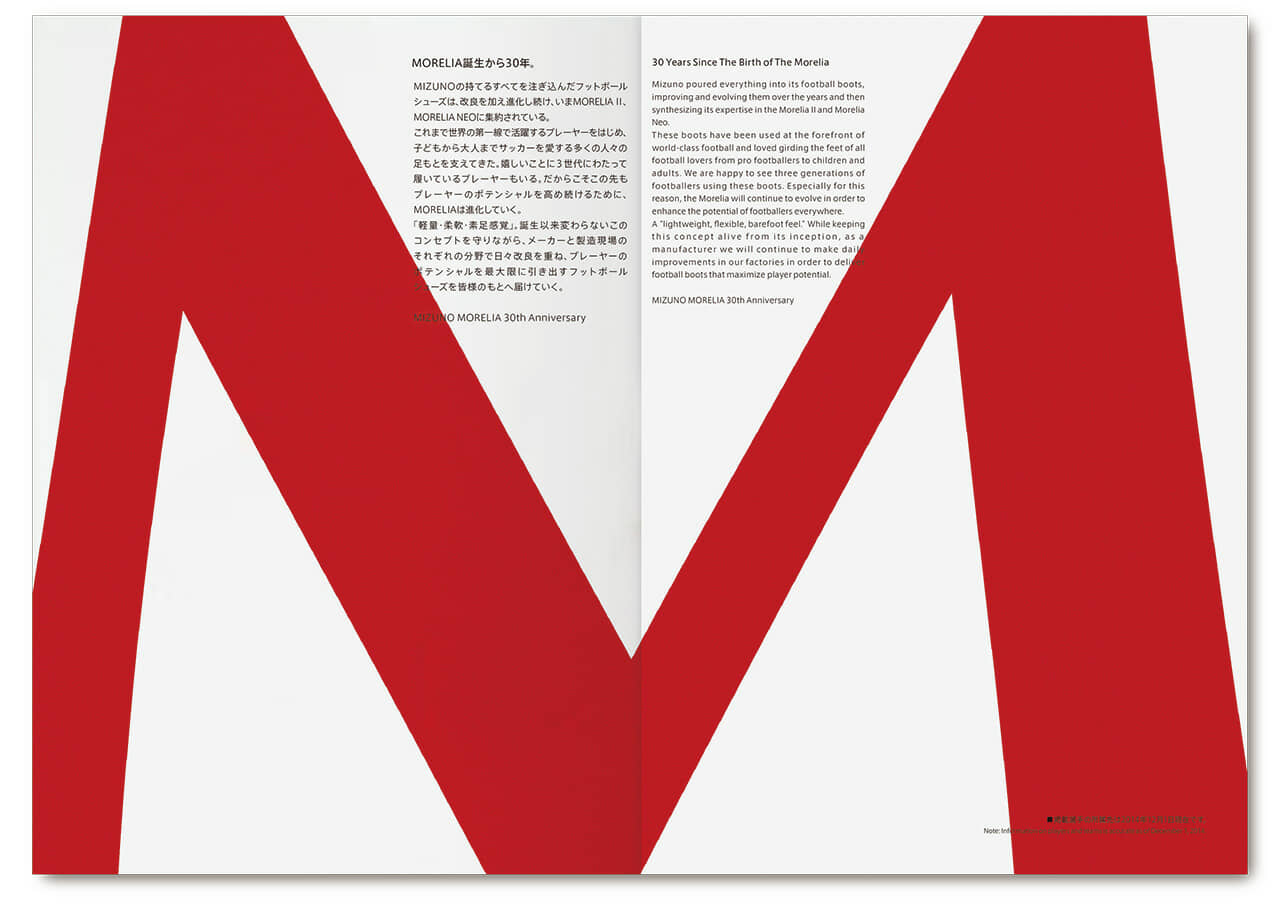 MORELIA誕生から30年。
MIZUNOの持てるすべてを注ぎ込んだフットボール
シューズは、改良を加え進化し続け、いまMORELIA II、
MORELIA NEOに集約されている。
これまで世界の第一線で活躍するプレーヤーをはじめ、
子どもから大人までサッカーを愛する多くの人々の
足もとを支えてきた。嬉しいことに3世代にわたって
履いているプレーヤーもいる。だからこそこの先も
プレーヤーのポテンシャルを高め続けるために、
MORELIAは進化していく。
「軽量・柔軟・素足感覚」。誕生以来変わらないこの
コンセプトを守りながら、メーカーと製造現場の
それぞれの分野で日々改良を重ね、プレーヤーの
ポテンシャルを最大限に引き出すフットボール
シューズを皆様のもとへ届けていく。
MIZUNO MORELIA 30th Anniversary
30 Years Since The Birth of The Morelia
Mizuno poured everything into its football boots,
improving and evolving them over the years and then
synthesizing its expertise in the Morelia II and Morelia
Neo.
These boots have been used at the forefront of
world-class football and loved girding the feet of all
football lovers from pro footballers to children and
adults. We are happy to see three generations of
footballers using these boots. Especially for this
reason, the Morelia will continue to evolve in order to
enhance the potential of footballers everywhere.
A "lightweight, flexible, barefoot feel." While keeping
this concept alive from its inception, as a
manufacturer we will continue to make daily
improvements in our factories in order to deliver
football boots that maximize player potential.
MIZUNO MORELIA 30th Anniversary
Note: